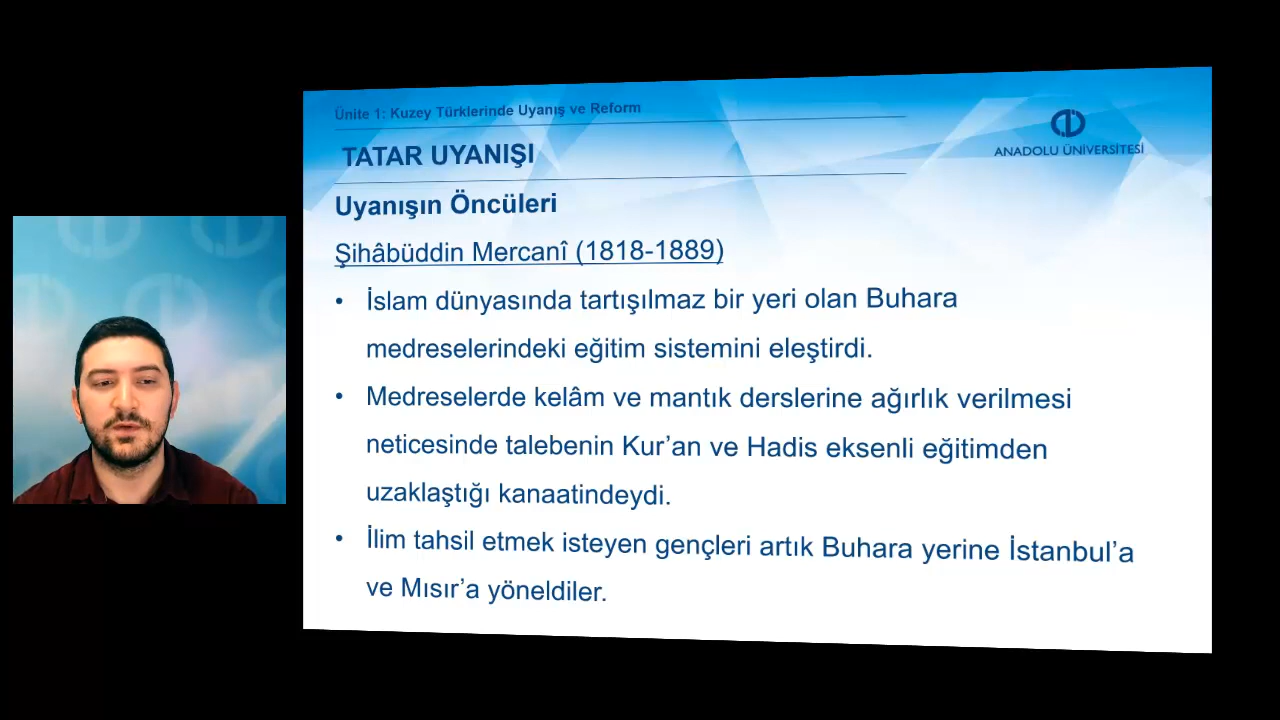 Ünite 1: Kuzey Türklerinde Uyanış ve Reform
TATAR UYANIŞI
ANADOLU ÜNİVERSİTESİ
Uyanışın Öncüleri
Şihâbüddin Mercanî (1818-1889)
• İslam dünyasında tartışılmaz bir yeri olan Buhara
medreselerindeki eğitim sistemini eleştirdi.
• Medreselerde kelâm ve mantık derslerine ağırlık verilmesi
neticesinde talebenin Kur’an ve Hadis eksenli eğitimden
uzaklaştığı kanaatindeydi.
• İlim tahsil etmek isteyen gençleri artık Buhara yerine İstanbul’a
ve Mısır’a yöneldiler.